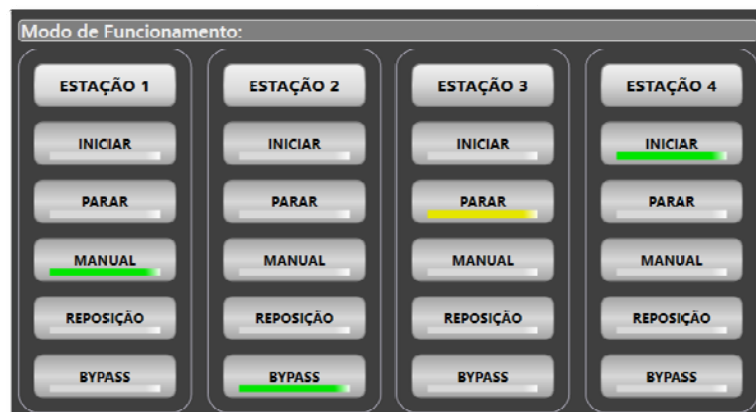 Modo de Funcionamento:
ESTAÇÃO 1 ESTAÇÃO 2 ESTAÇÃO 3 ESTAÇÃO 4
INICIAR INICIAR INICIAR INICIAR
PARAR PARAR PARAR PARAR
MANUAL MANUAL MANUAL MANUAL
REPOSIÇÃO REPOSIÇÃO REPOSIÇÃO REPOSIÇÃO
BYPASS BYPASS BYPASS BYPASS